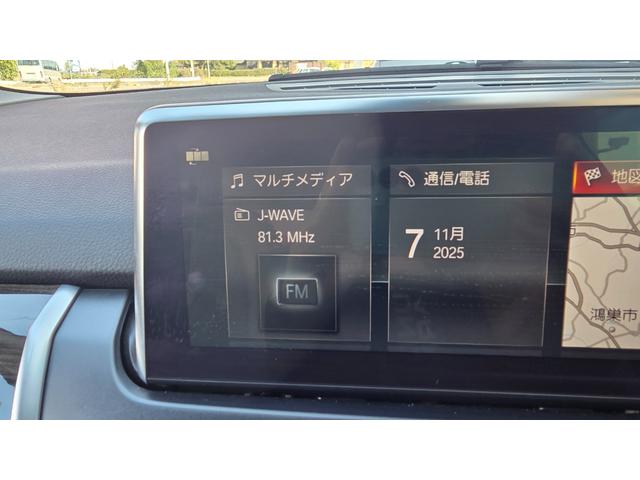 マルチメディア
J-WAVE
81.3 MHz
FM
通信/電話
7
11月
2025
地図
鴻巣市